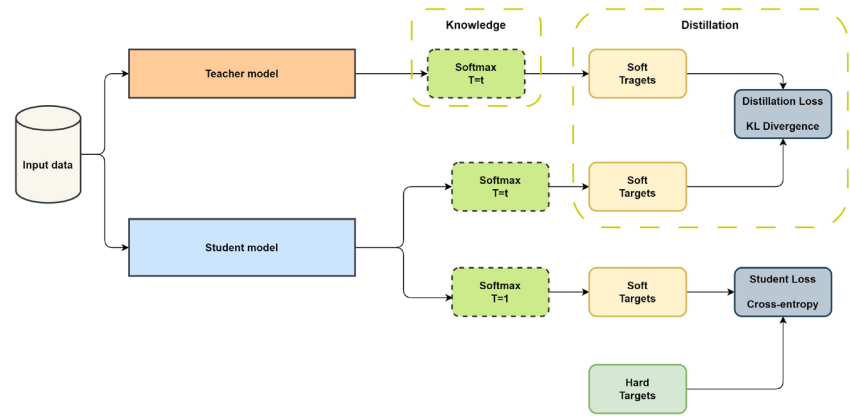 Knowledge
Distillation
Teacher model
Softmax
T=t
Soft
Tragets
Distillation Loss
KL Divergence
Input data
Softmax
T=t
Soft
Targets
Student model
Softmax
T=1
Soft
Targets
Student Loss
Cross-entropy
Hard
Targets